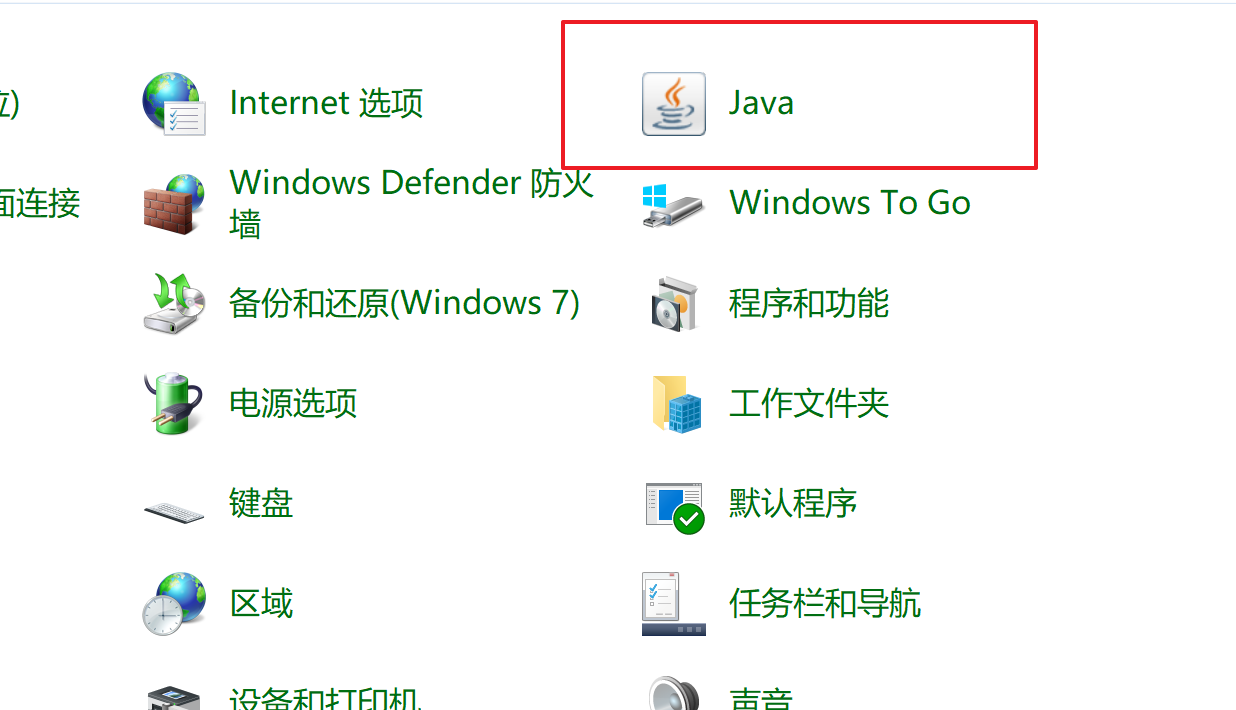 位)
Internet 选项
Java
面连接
Windows Defender 防火
墙
Windows To Go
备份和还原(Windows 7)
程序和功能
电源选项
工作文件夹
键盘
默认程序
区域
任务栏和导航
设备和打印机
声音